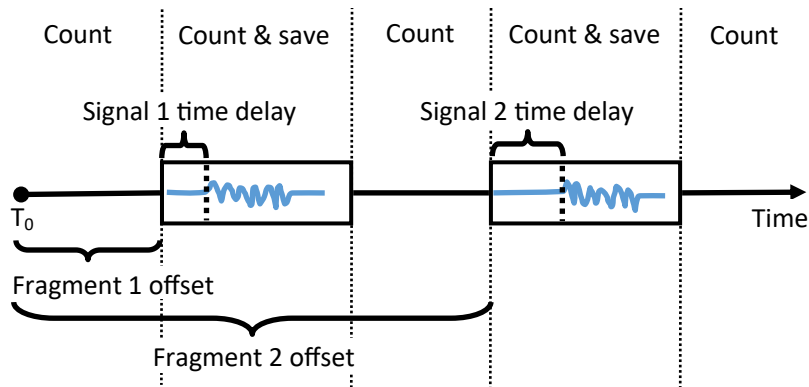 Count Count & save Count Count & save Count
Signal 1 time delay Signal 2 time delay
T₀ Time
Fragment 1 offset
Fragment 2 offset